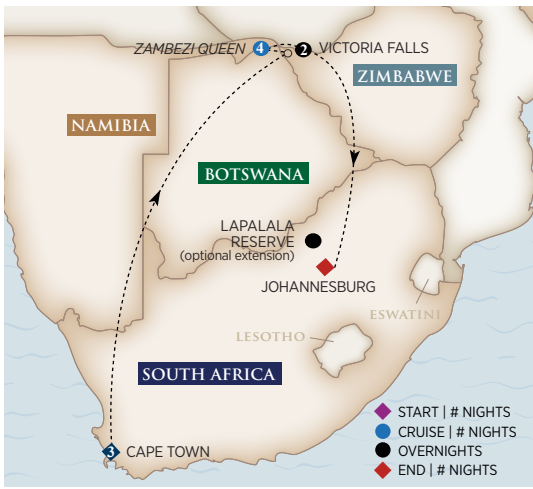 ZAMBEZI QUEEN
4
2
VICTORIA FALLS
ZIMBABWE
NAMIBIA
BOTSWANA
LAPALALA
RESERVE
(optional extension)
JOHANNESBURG
ESWATINI
LESOTHO
SOUTH AFRICA
3
CAPE TOWN
START | # NIGHTS
CRUISE | # NIGHTS
OVERNIGHTS
END | # NIGHTS